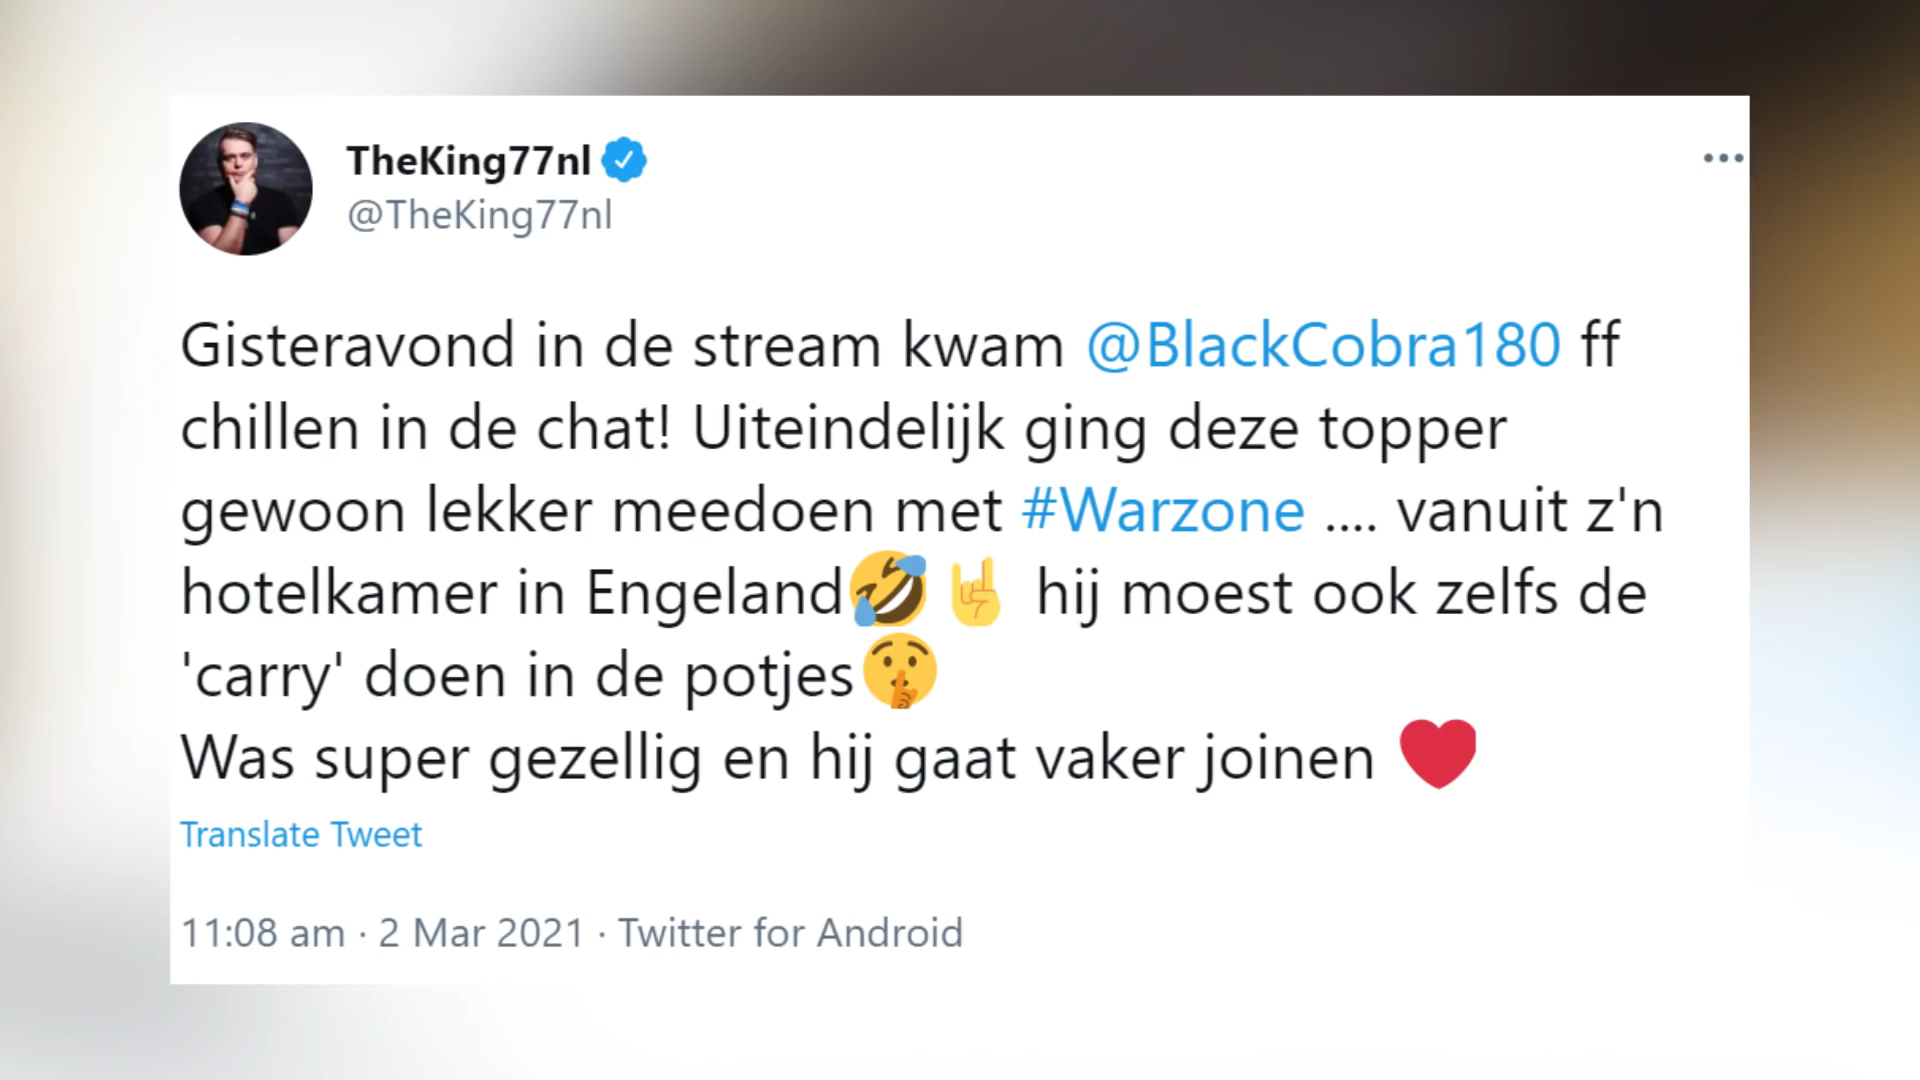 TheKing77nl
@TheKing77nl
Gisteravond in de stream kwam @BlackCobra180 ff
chillen in de chat! Uiteindelijk ging deze topper
gewoon lekker meedoen met #Warzone .... vanuit z'n
hotelkamer in Engeland🤣🤘 hij moest ook zelfs de
'carry' doen in de potjes🤫
Was super gezellig en hij gaat vaker joinen ❤️
Translate Tweet
11:08 am · 2 Mar 2021 · Twitter for Android